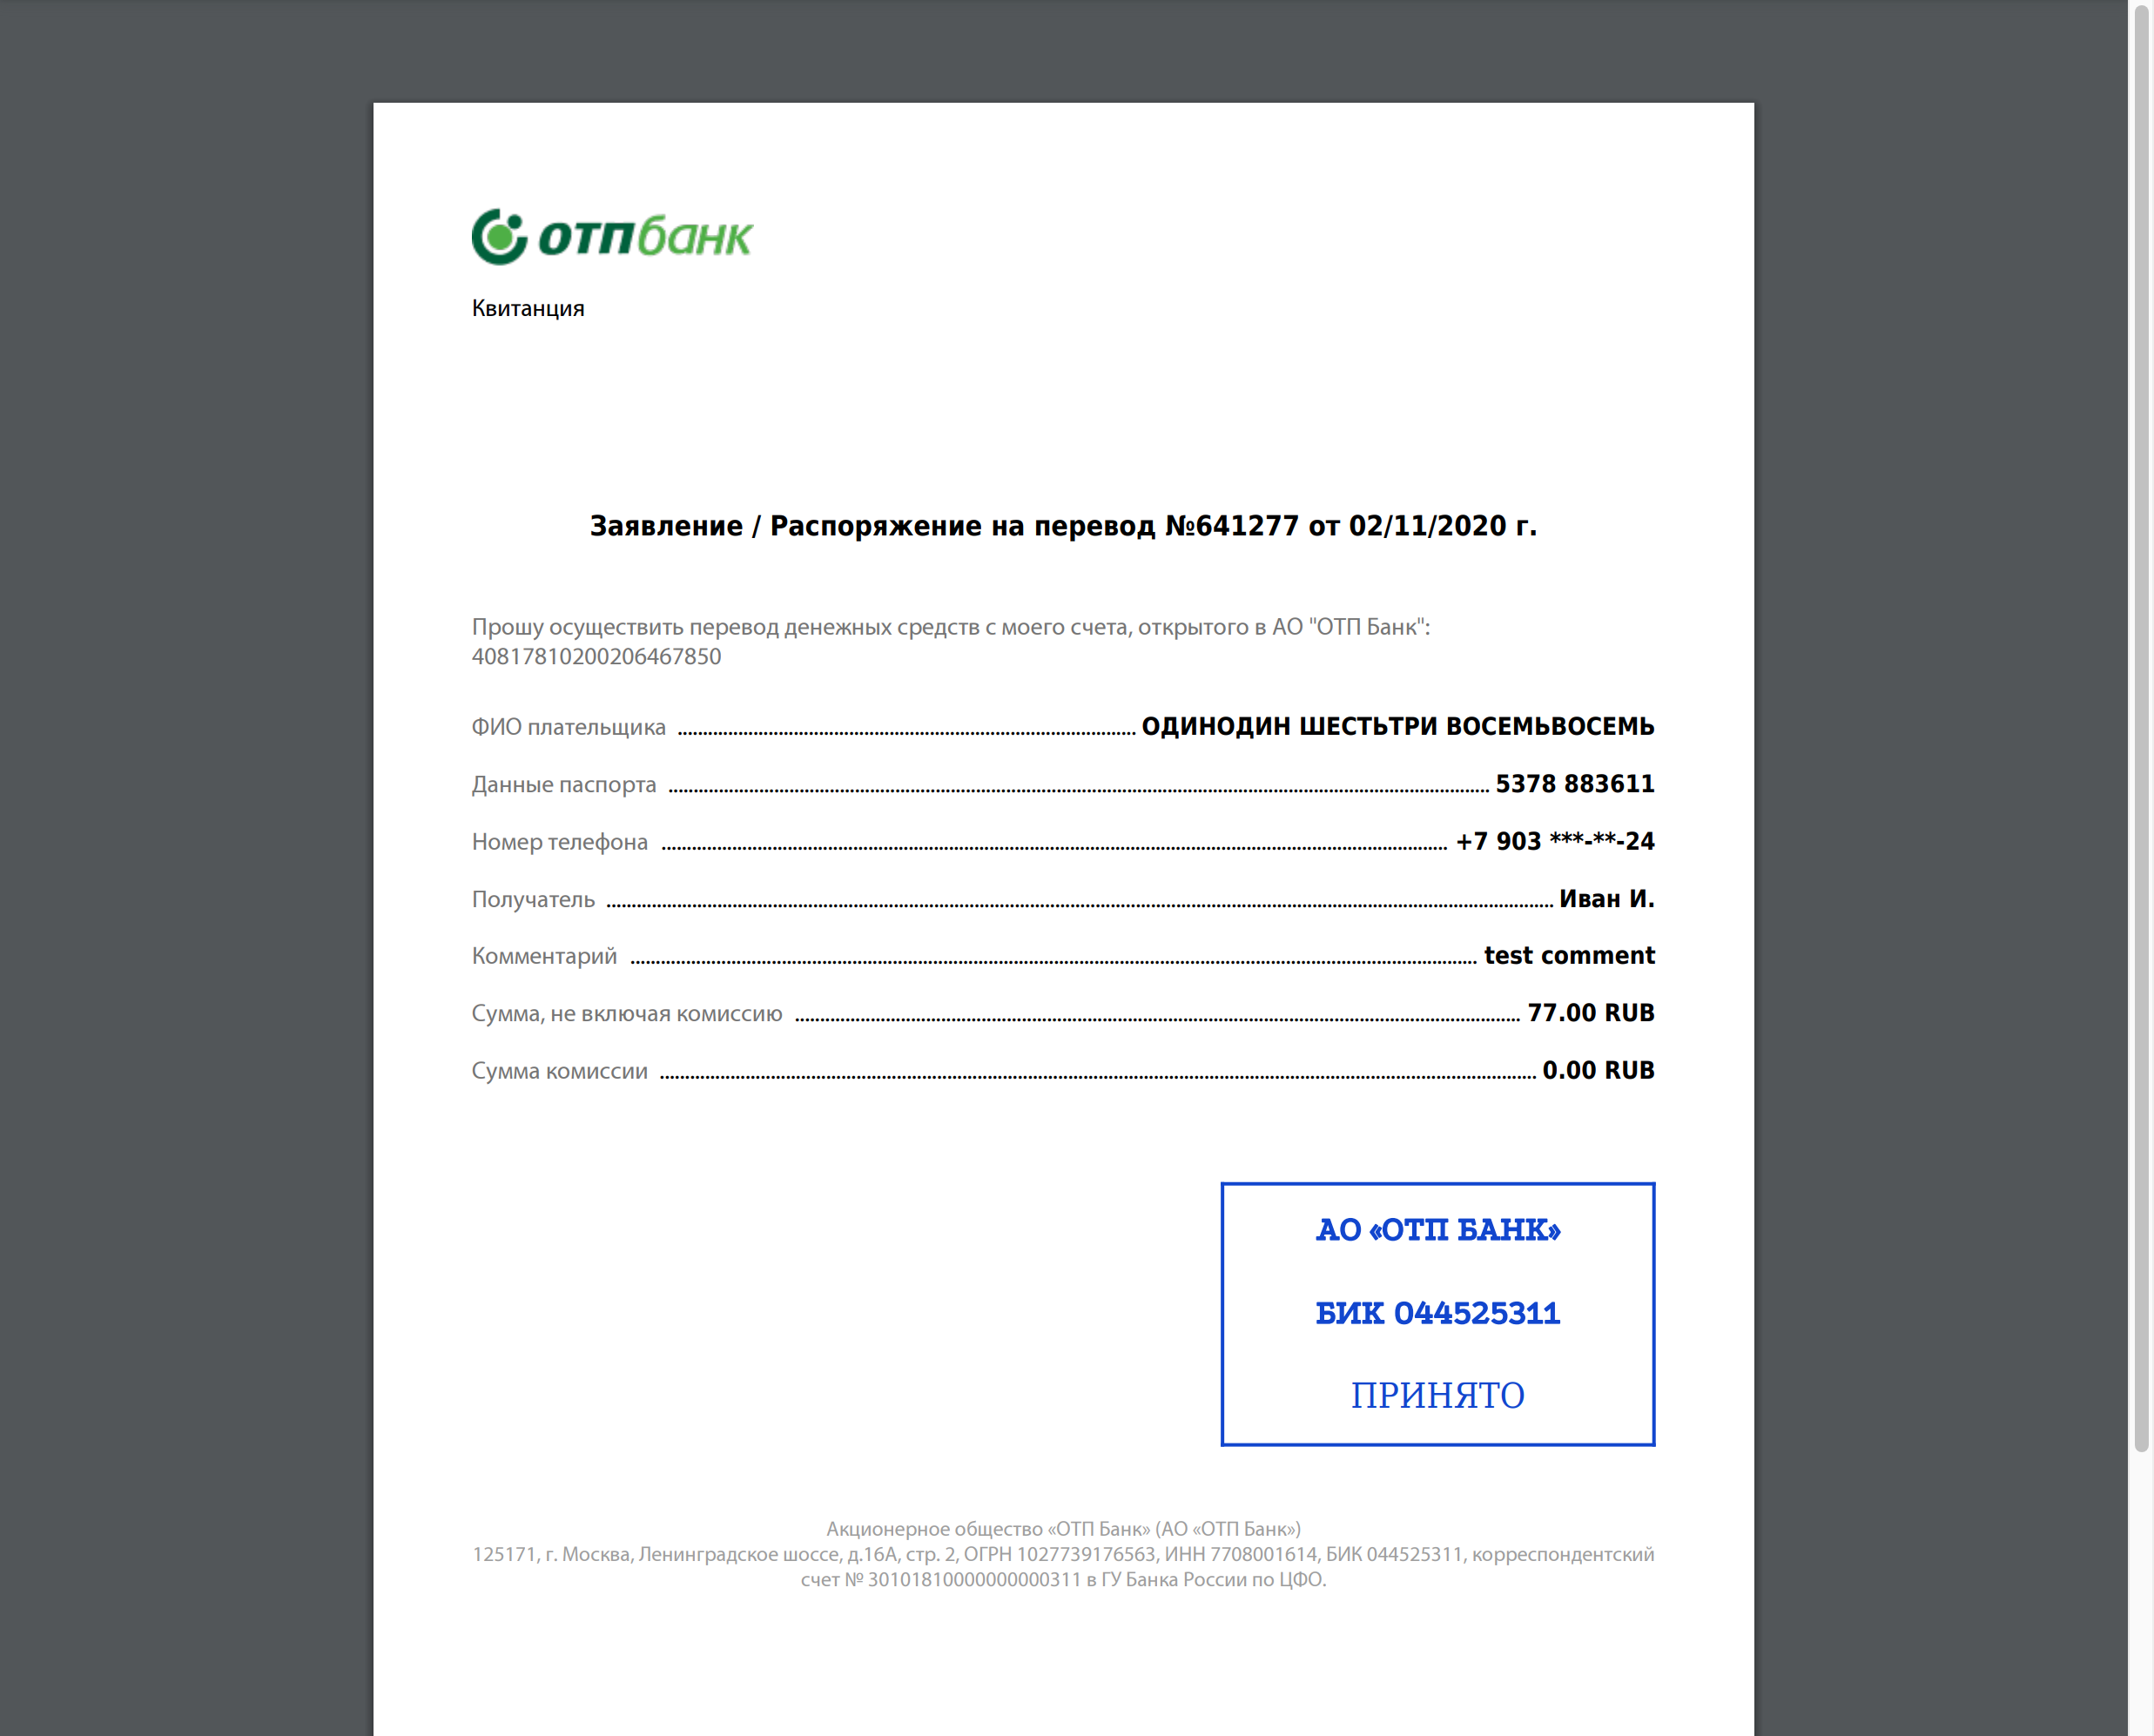 отпбанк
Квитанция
Заявление / Распоряжение на перевод №641277 от 02/11/2020 г.
Прошу осуществить перевод денежных средств с моего счета, открытого в АО "ОТП Банк":
40817810200206467850
ФИО плательщика ОДИНОДИН ШЕСТЬТРИ ВОСЕМЬВОСЕМЬ
Данные паспорта 5378 883611
Номер телефона +7 903 ***-**-24
Получатель Иван И.
Комментарий test comment
Сумма, не включая комиссию 77.00 RUB
Сумма комиссии 0.00 RUB
АО «ОТП БАНК»
БИК 044525311
ПРИНЯТО
Акционерное общество «ОТП Банк» (АО «ОТП Банк»)
125171, г. Москва, Ленинградское шоссе, д.16А, стр. 2, ОГРН 1027739176563, ИНН 7708001614, БИК 044525311, корреспондентский
счет № 30101810000000000311 в ГУ Банка России по ЦФО.